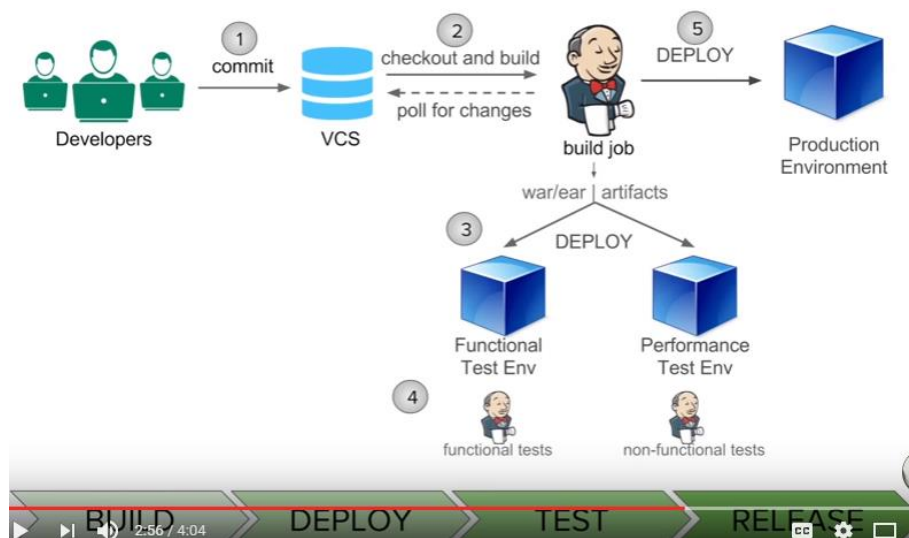 1
commit
2
checkout and build
poll for changes
5
DEPLOY
Developers
VCS
build job
Production
Environment
war/ear artifacts
3
DEPLOY
Functional
Test Env
Performance
Test Env
4
functional tests
non-functional tests
BUILD
DEPLOY
TEST
RELEASE
2:56 / 4:04
CC